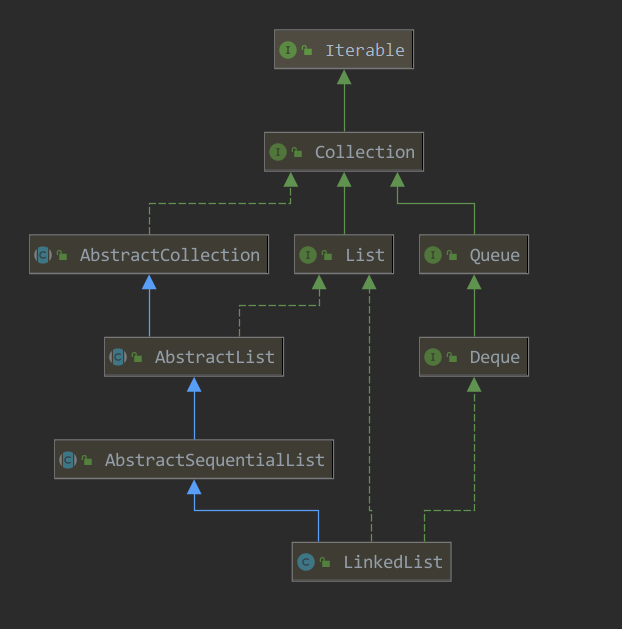 I Iterable
I Collection
C AbstractCollection
I List
I Queue
C AbstractList
I Deque
C AbstractSequentialList
C LinkedList